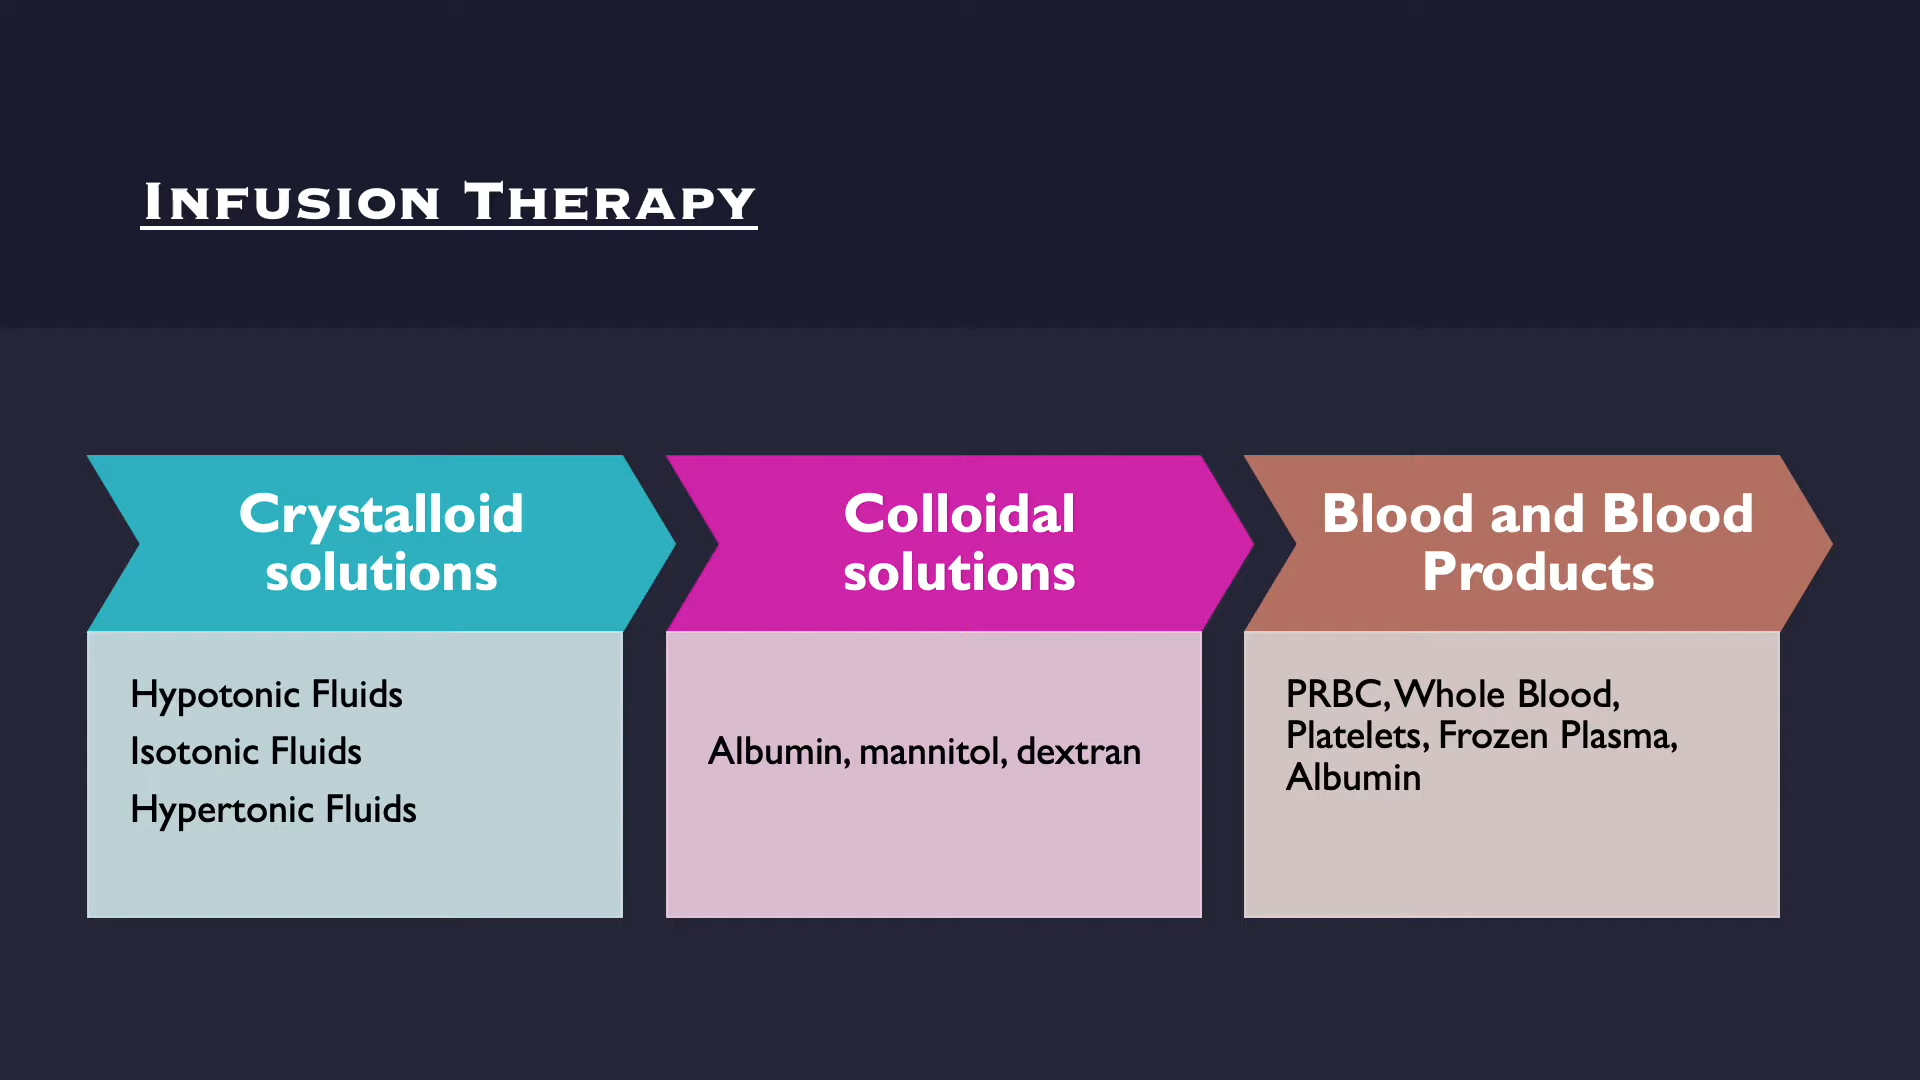 Infusion Therapy
Crystalloid
solutions
Hypotonic Fluids
Isotonic Fluids
Hypertonic Fluids
Colloidal
solutions
Albumin, mannitol, dextran
Blood and Blood
Products
PRBC, Whole Blood,
Platelets, Frozen Plasma,
Albumin